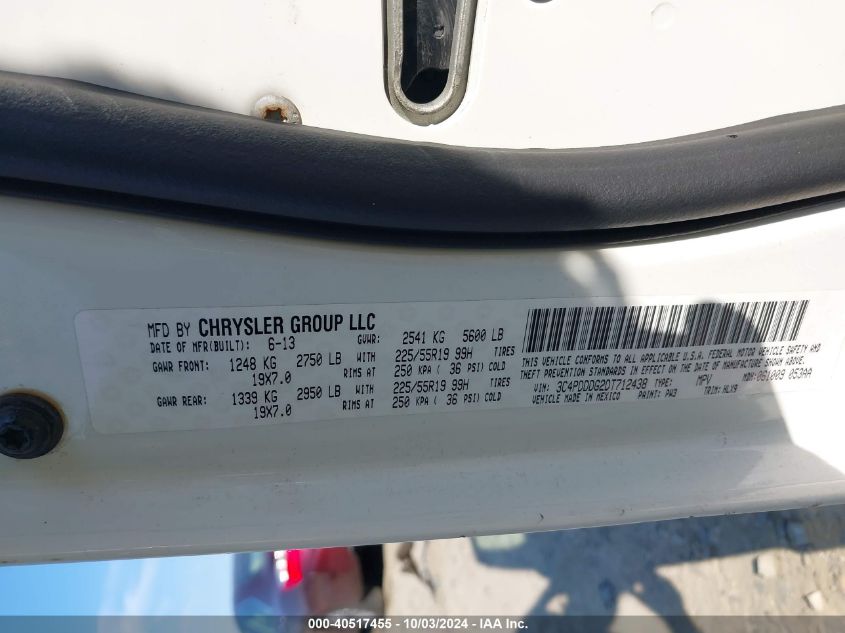 MFD BY CHRYSLER GROUP LLC
DATE OF MFR(BUILT): 6-13 GVWR: 2541 KG 5600 LB
GAWR FRONT: 1248 KG 2750 LB WITH 225/55R19 99H TIRES
19X7.0 RIMS AT 250 KPA ( 36 PSI) COLD
GAWR REAR: 1339 KG 2950 LB WITH 225/55R19 99H TIRES
19X7.0 RIMS AT 250 KPA ( 36 PSI) COLD
THIS VEHICLE CONFORMS TO ALL APPLICABLE U.S.A. FEDERAL MOTOR VEHICLE SAFETY AND
THEFT PREVENTION STANDARDS IN EFFECT ON THE DATE OF MANUFACTURE SHOWN ABOVE.
VIN: 3C4PDDDG2DT712438 TYPE: MPV MDH: 061009 053AA
VEHICLE MADE IN MEXICO PAINT: PW3 TRIM: HLV9
000-40517455 - 10/03/2024 - IAA Inc.